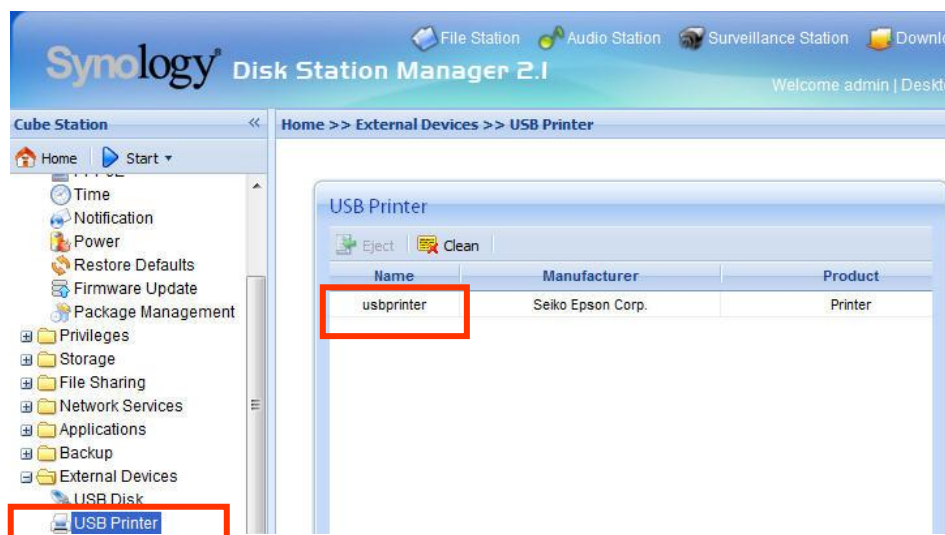 File Station Audio Station Surveillance Station
Synology Disk Station Manager 2.1
Welcome admin |
Cube Station « Home >> External Devices >> USB Printer
Home Start
Time
Notification
Power
Restore Defaults
Firmware Update
Package Management
Privileges
Storage
File Sharing
Network Services
Applications
Backup
External Devices
USB Disk
USB Printer
USB Printer
Eject Clean
Name Manufacturer Product
usbprinter Seiko Epson Corp. Printer